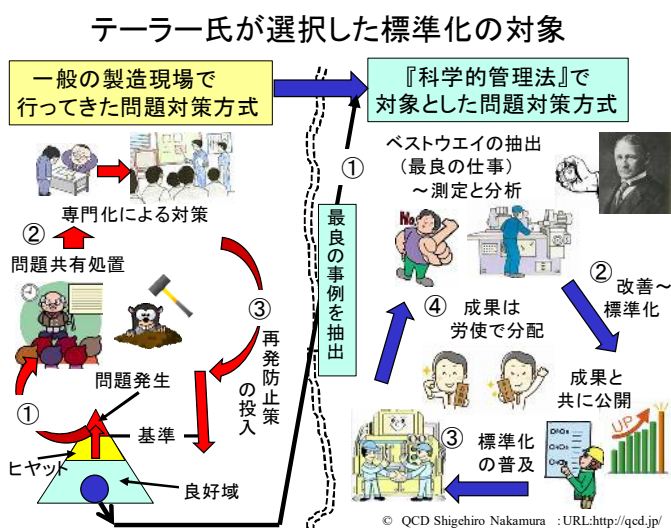 テーラー氏が選択した標準化の対象
一般の製造現場で
行ってきた問題対策方式
『科学的管理法』で
対象とした問題対策方式
専門化による対策
②
問題共有処置
③
再発防止策
の投入
問題発生
①
基準
ヒヤット
良好域
①
最良の事例を抽出
ベストウエイの抽出
(最良の仕事)
~測定と分析
No.
②
改善~
標準化
成果と
共に公開
UP
③
標準化
の普及
④
成果は
労使で分配
© QCD Shigehiro Nakamura :URL:http://qcd.jp/